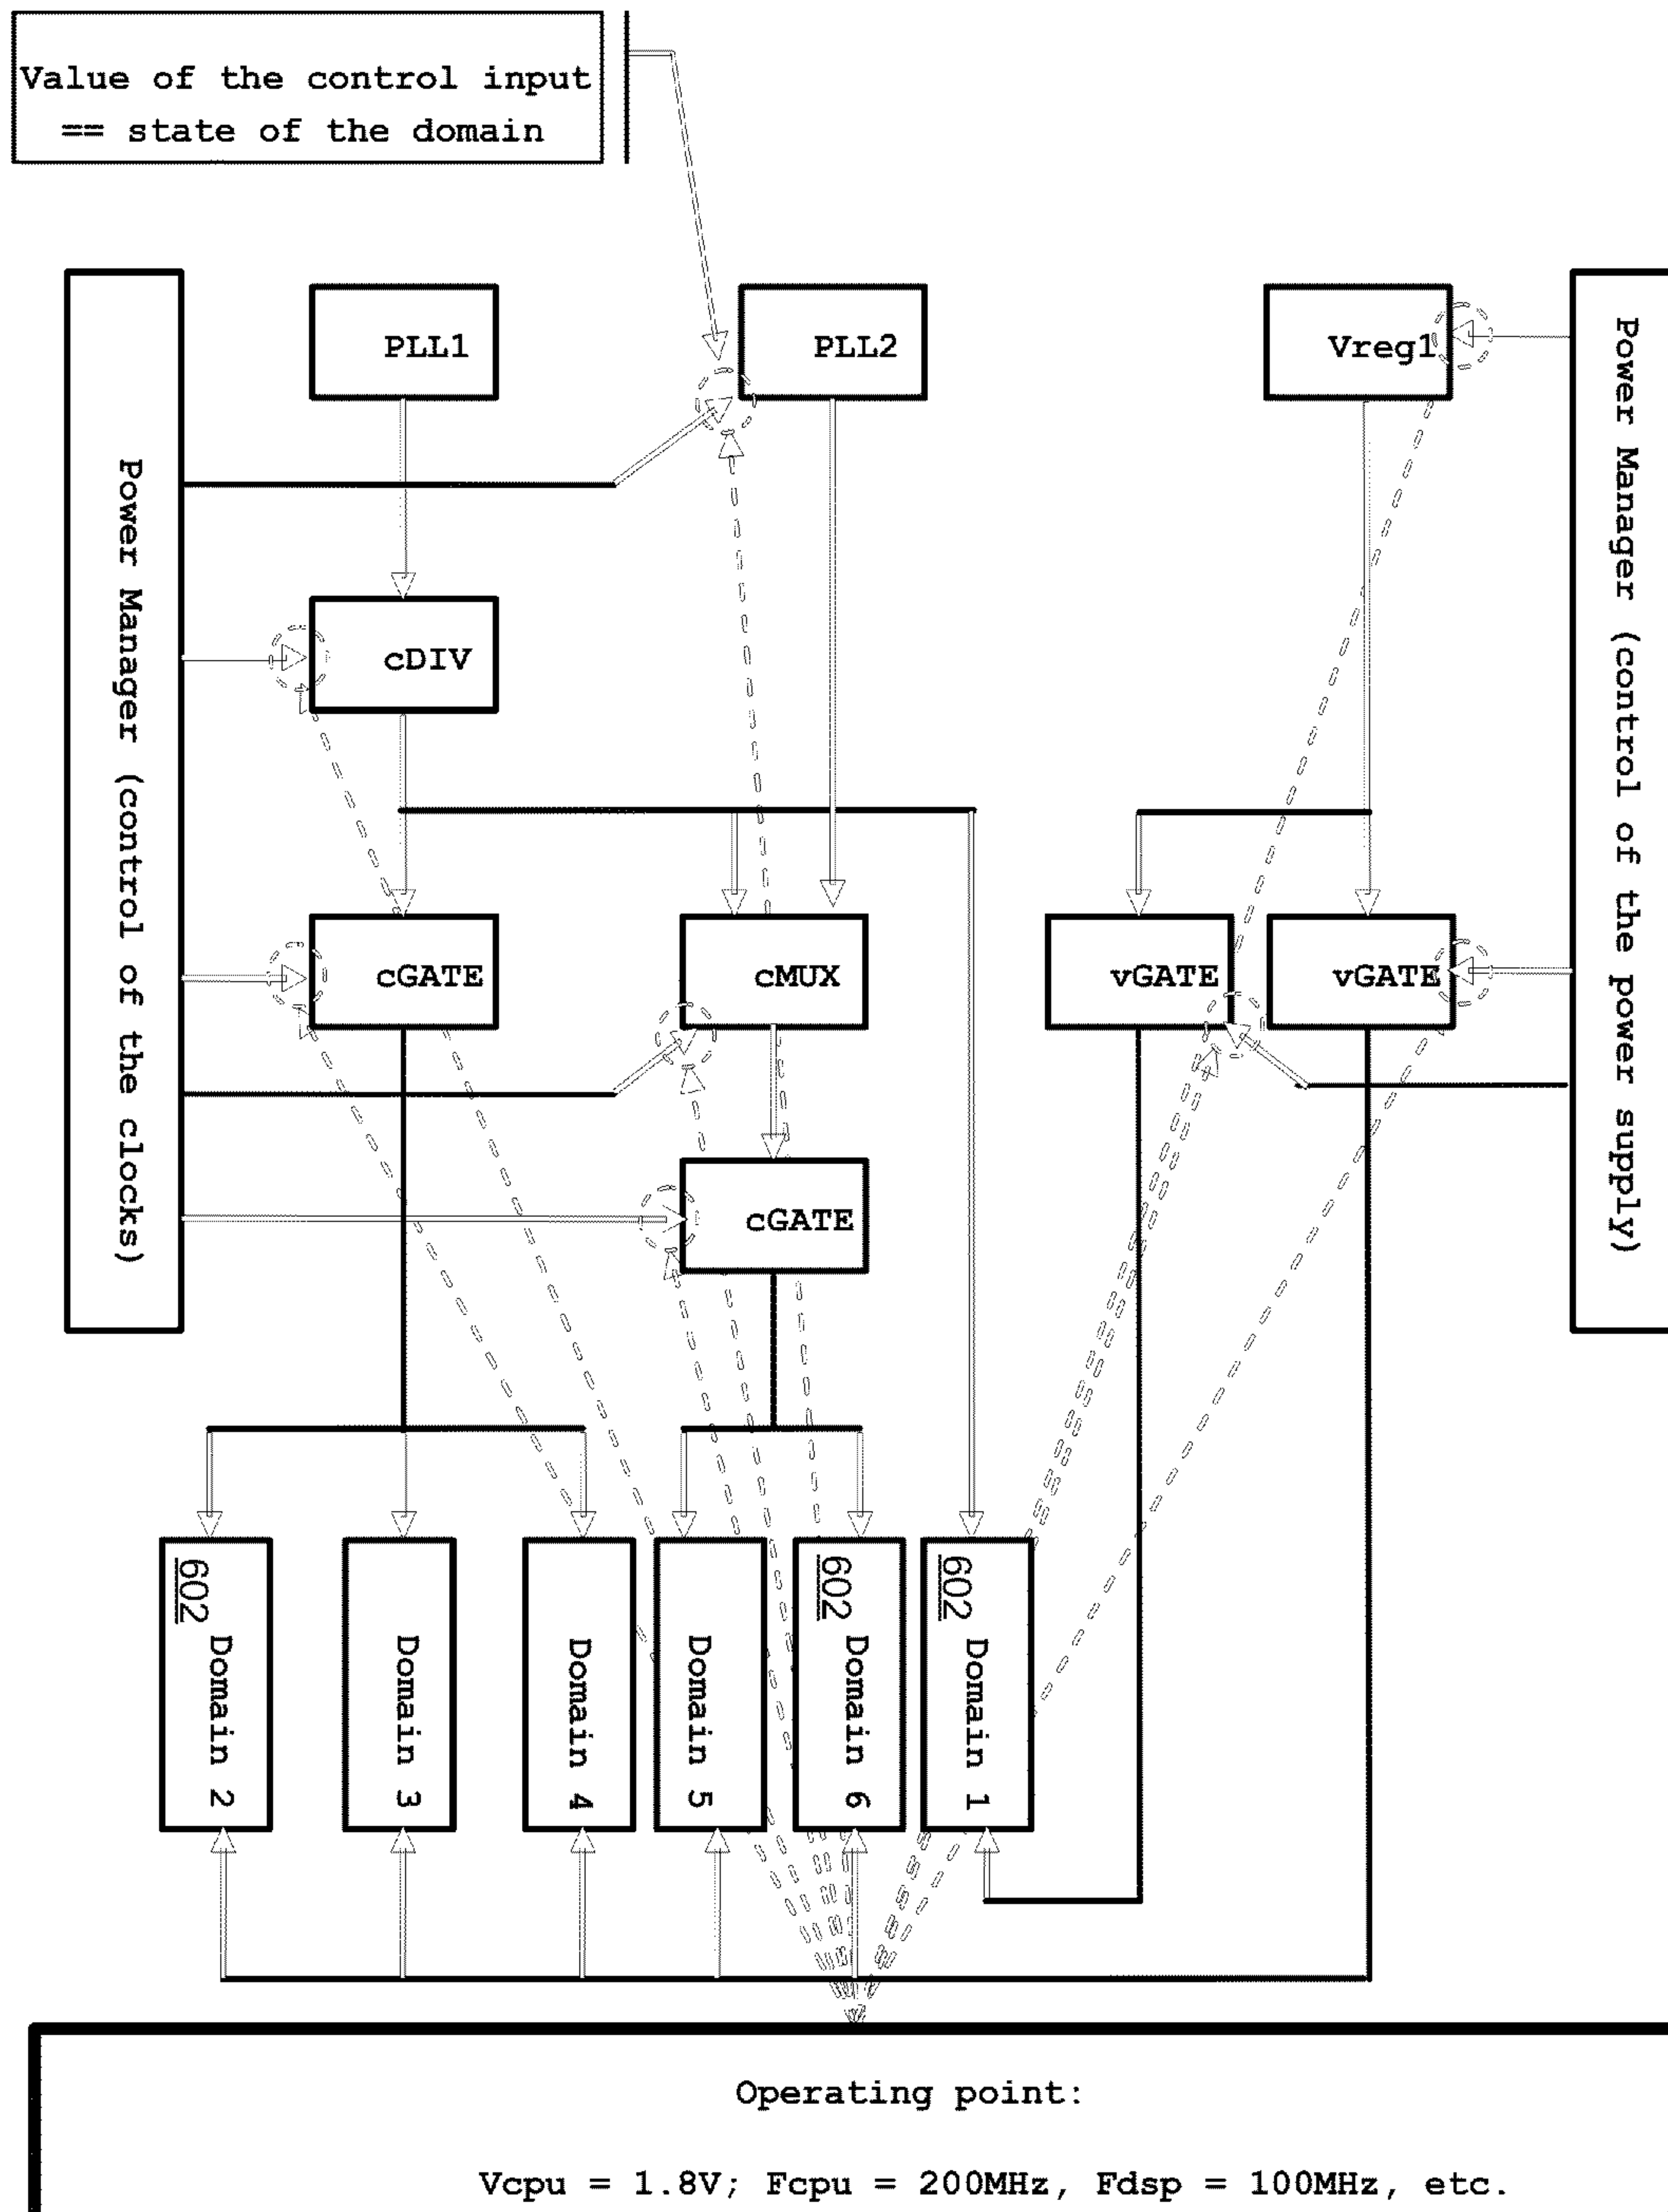 Value of the control input
== state of the domain
PLL1
PLL2
Vreg1
Power Manager (control of the clocks)
Power Manager (control of the power supply)
cDIV
cGATE
cMUX
vGATE
vGATE
cGATE
602
Domain 2
Domain 3
Domain 4
Domain 5
602
Domain 6
602
Domain 1
Operating point:
Vcpu = 1.8V; Fcpu = 200MHz, Fdsp = 100MHz, etc.